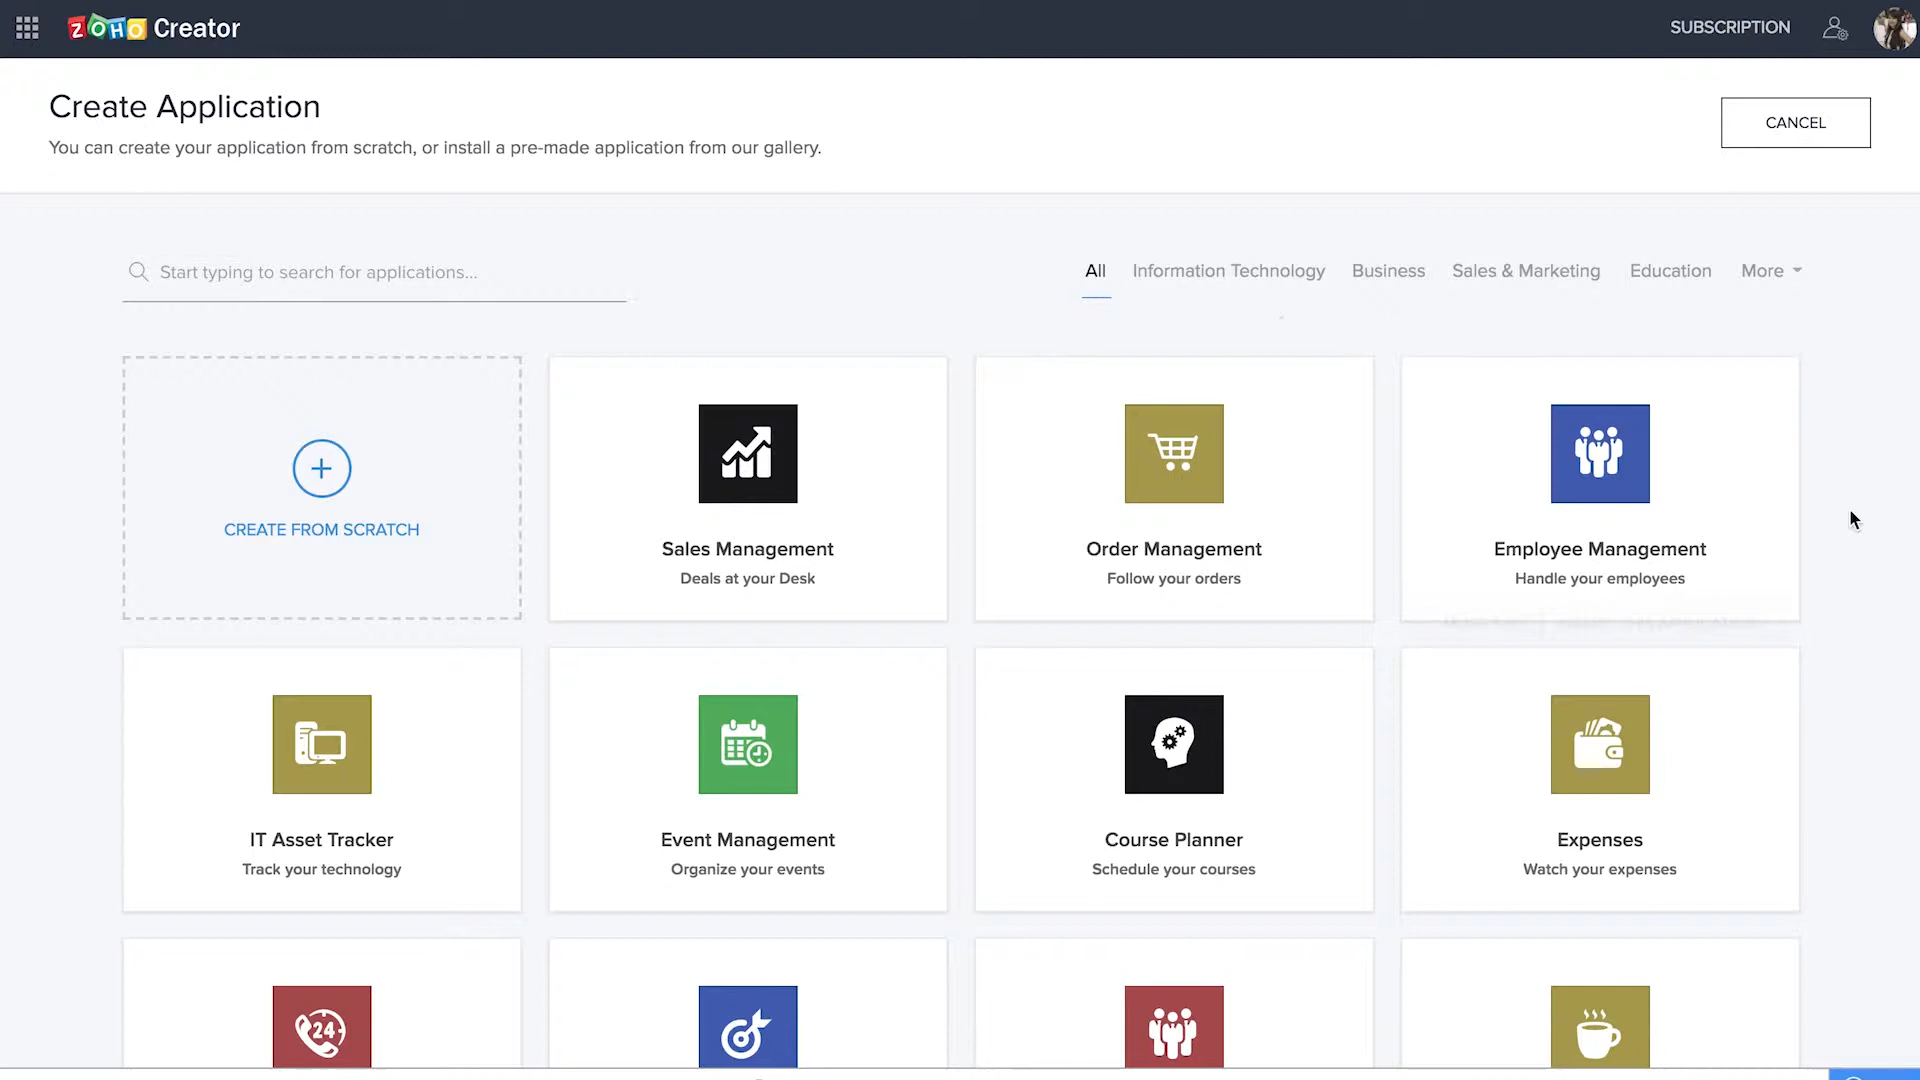 ZOHO Creator
SUBSCRIPTION
Create Application
You can create your application from scratch, or install a pre-made application from our gallery.
CANCEL
Start typing to search for applications...
All Information Technology Business Sales & Marketing Education More
CREATE FROM SCRATCH
Sales Management
Deals at your Desk
Order Management
Follow your orders
Employee Management
Handle your employees
IT Asset Tracker
Track your technology
Event Management
Organize your events
Course Planner
Schedule your courses
Expenses
Watch your expenses
24